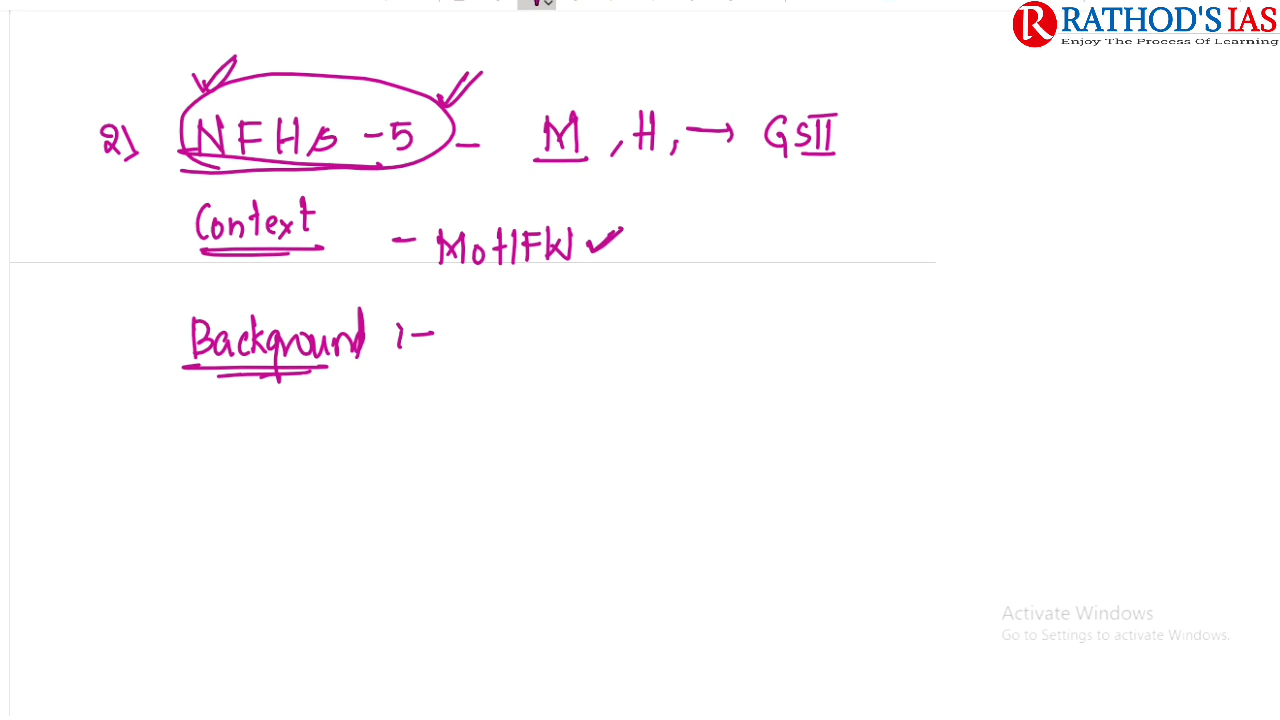 RATHOD'S IAS
Enjoy The Process Of Learning
2) NFHS -5 - M, H, → GSII
Context - MoHFW ✓
Background :-
Activate Windows
Go to Settings to activate Windows.